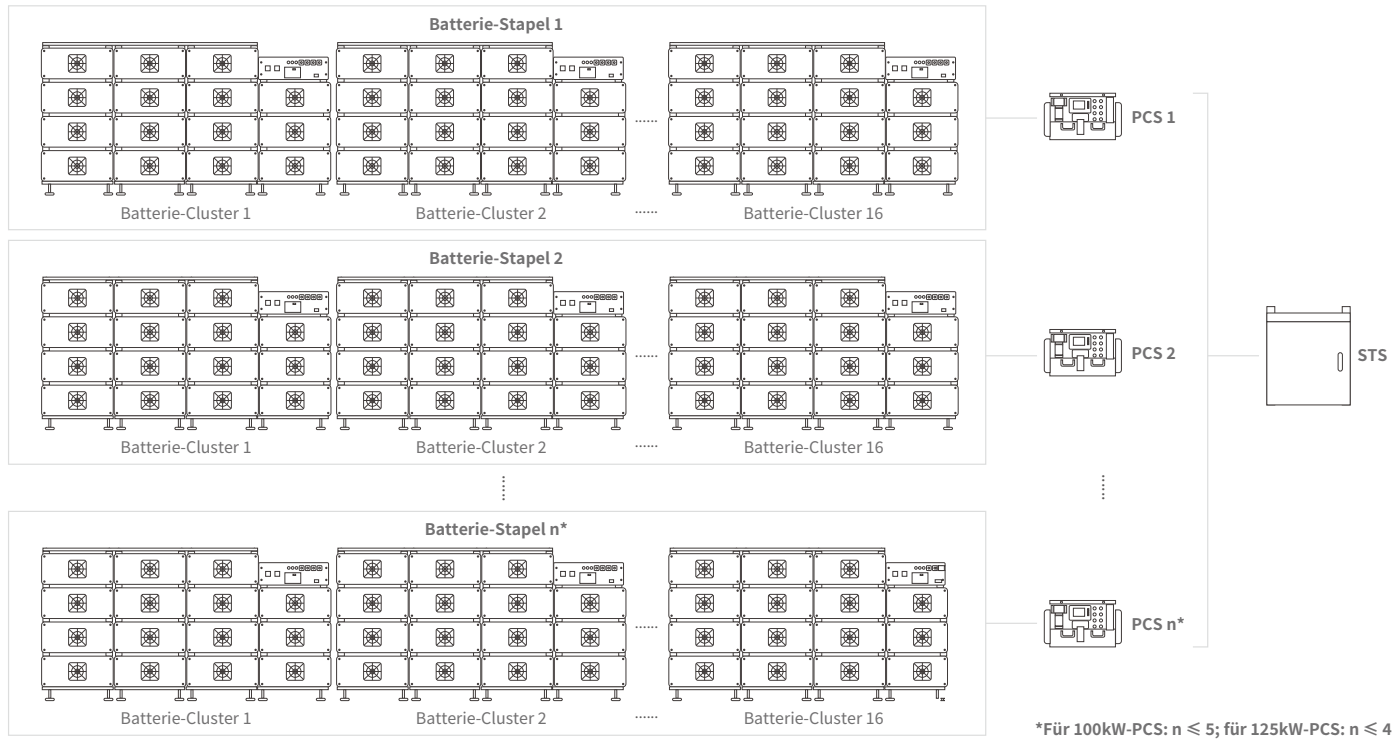 Batterie-Stapel 1
......
Batterie-Cluster 1 Batterie-Cluster 2 ...... Batterie-Cluster 16
PCS 1
Batterie-Stapel 2
......
Batterie-Cluster 1 Batterie-Cluster 2 ...... Batterie-Cluster 16
PCS 2
STS
Batterie-Stapel n*
......
Batterie-Cluster 1 Batterie-Cluster 2 ...... Batterie-Cluster 16
PCS n*
*Für 100kW-PCS: n ≤ 5; für 125kW-PCS: n ≤ 4